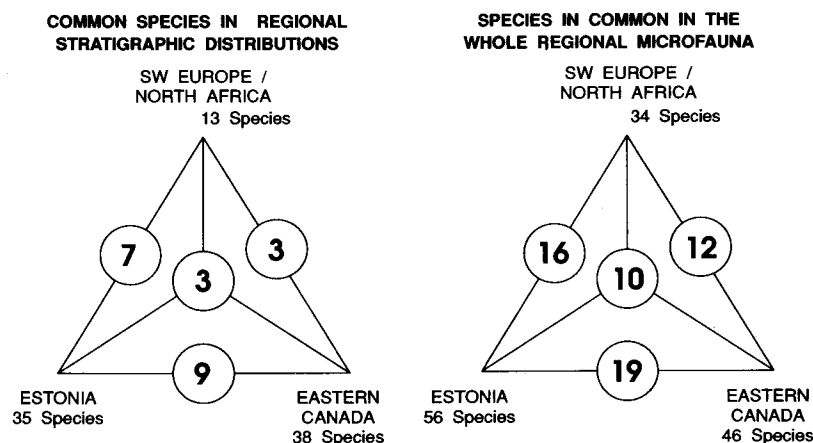 COMMON SPECIES IN REGIONAL
STRATIGRAPHIC DISTRIBUTIONS
SW EUROPE /
NORTH AFRICA
13 Species
7
3
3
9
ESTONIA
35 Species
EASTERN
CANADA
38 Species
SPECIES IN COMMON IN THE
WHOLE REGIONAL MICROFAUNA
SW EUROPE /
NORTH AFRICA
34 Species
16
12
10
19
ESTONIA
56 Species
EASTERN
CANADA
46 Species